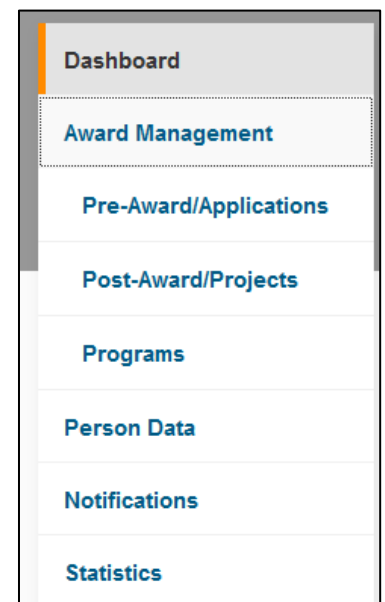 Dashboard
Award Management
Pre-Award/Applications
Post-Award/Projects
Programs
Person Data
Notifications
Statistics